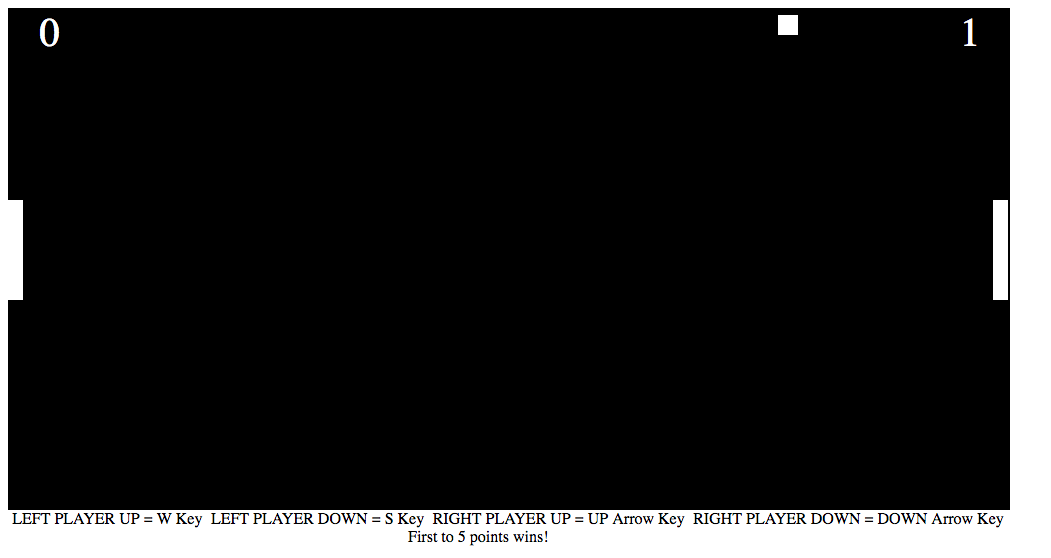 0 1
LEFT PLAYER UP = W Key LEFT PLAYER DOWN = S Key RIGHT PLAYER UP = UP Arrow Key RIGHT PLAYER DOWN = DOWN Arrow Key
First to 5 points wins!